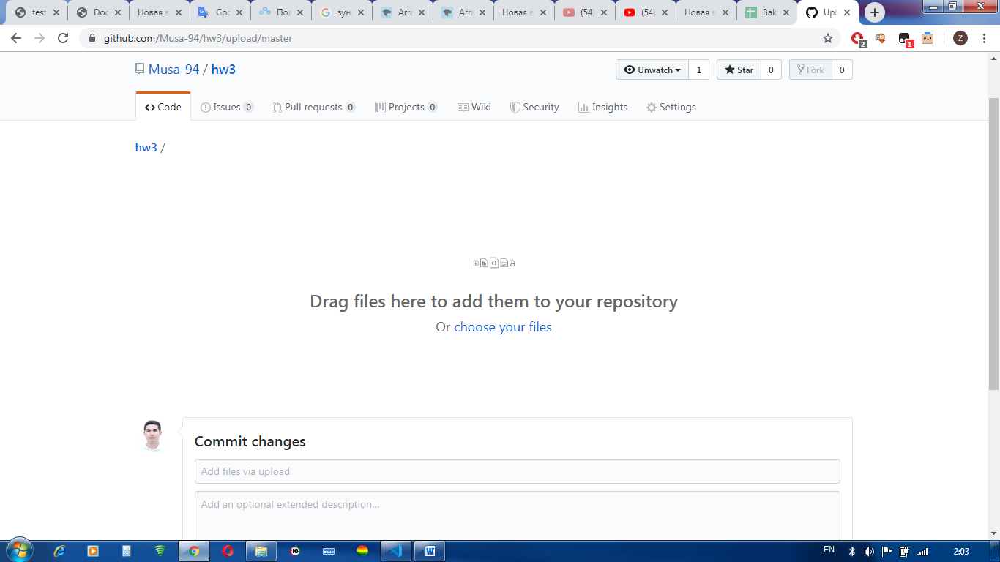 test
Doc
Новая в
Goo
Пол
зуна
Arra
Arra
Новая в
(54)
(54)
Новая в
Bak
Upl
github.com/Musa-94/hw3/upload/master
2
1
Z
Musa-94 / hw3
Unwatch 1
Star 0
Fork 0
Code
Issues 0
Pull requests 0
Projects 0
Wiki
Security
Insights
Settings
hw3 /
Drag files here to add them to your repository
Or choose your files
Commit changes
Add files via upload
Add an optional extended description...
EN
2:03